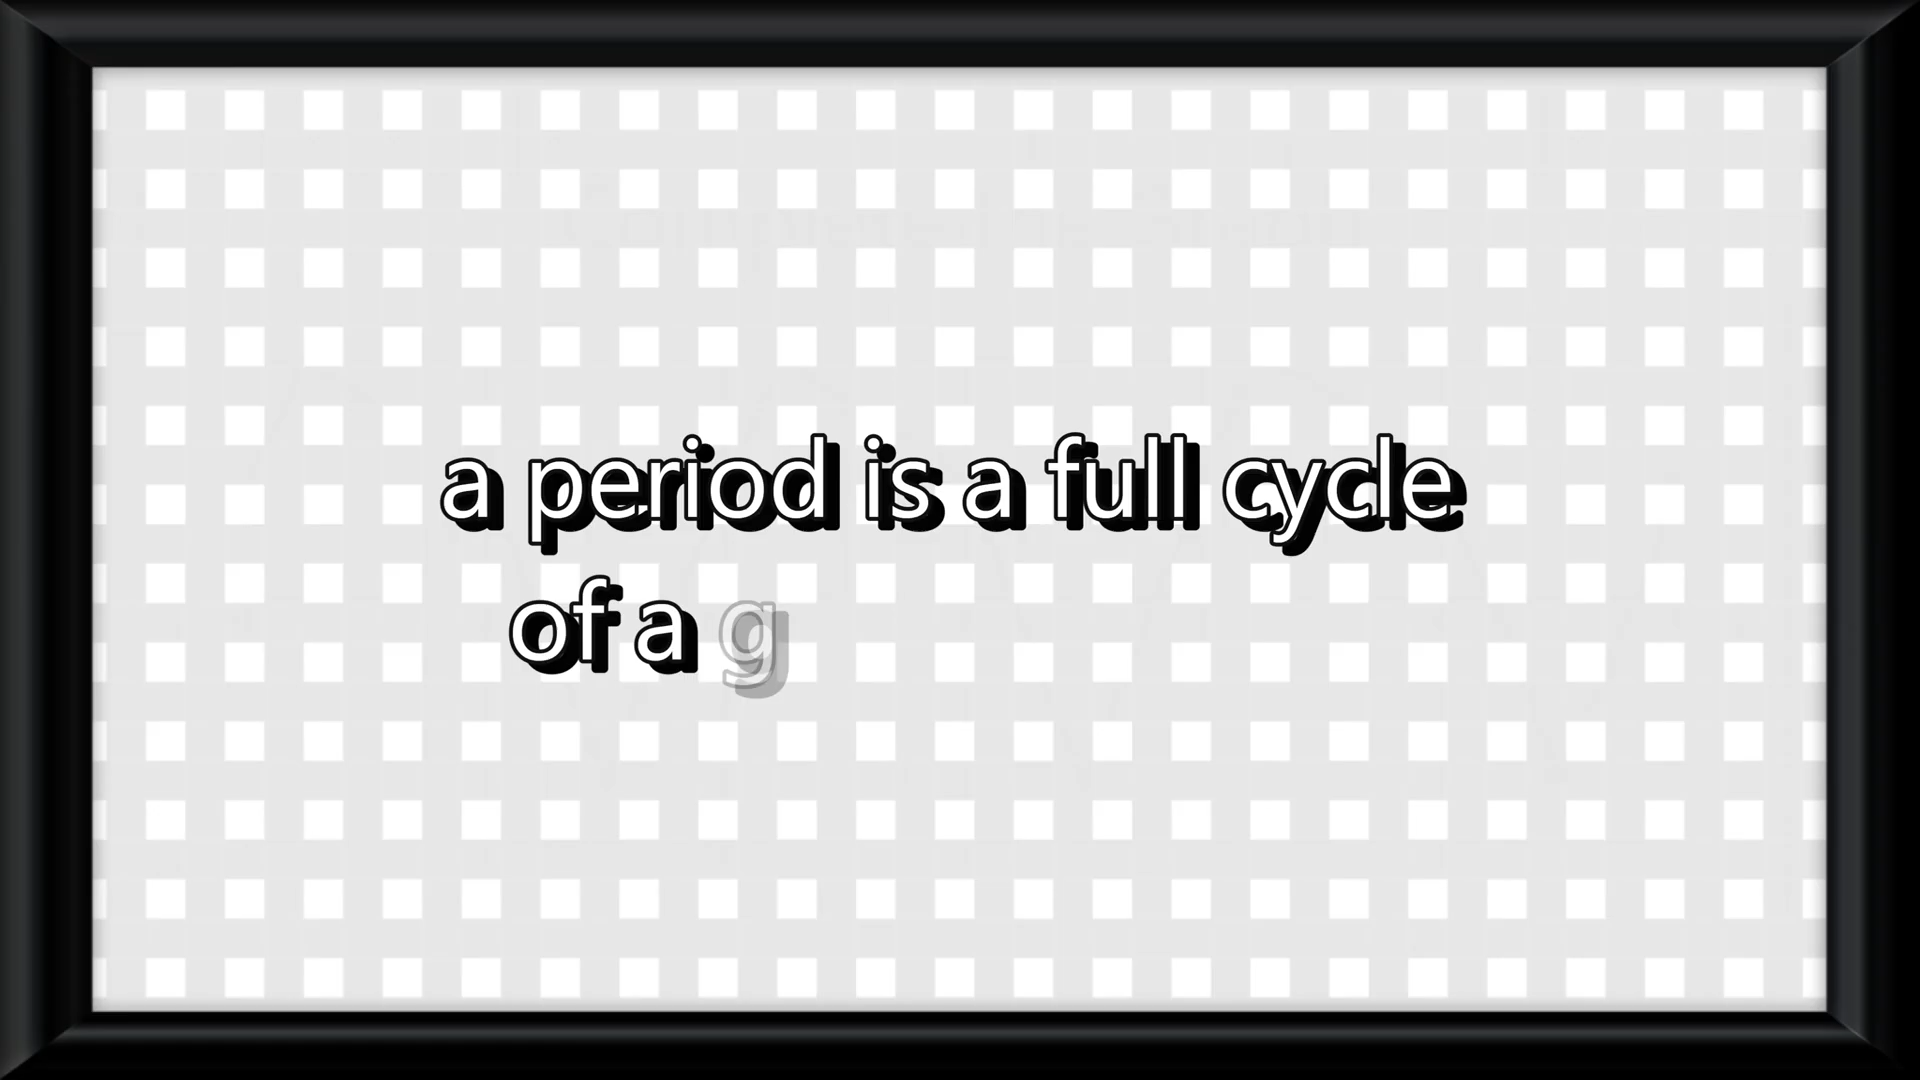 a period is a full cycle
of a g